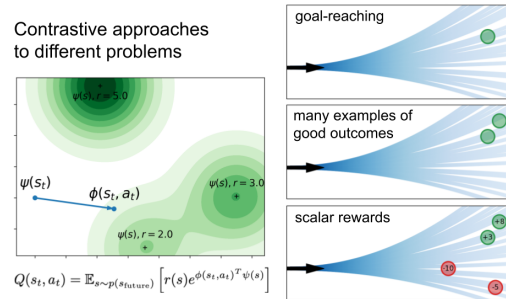 Contrastive approaches
to different problems
ψ(s), r = 5.0
ψ(s_t)
ϕ(s_t, a_t)
ψ(s), r = 3.0
ψ(s), r = 2.0
Q(s_t, a_t) = 𝔼_{s∼p(s_future)} [r(s)e^{ϕ(s_t,a_t)^T ψ(s)}]
goal-reaching
many examples of
good outcomes
scalar rewards
+8
+3
-10
-5